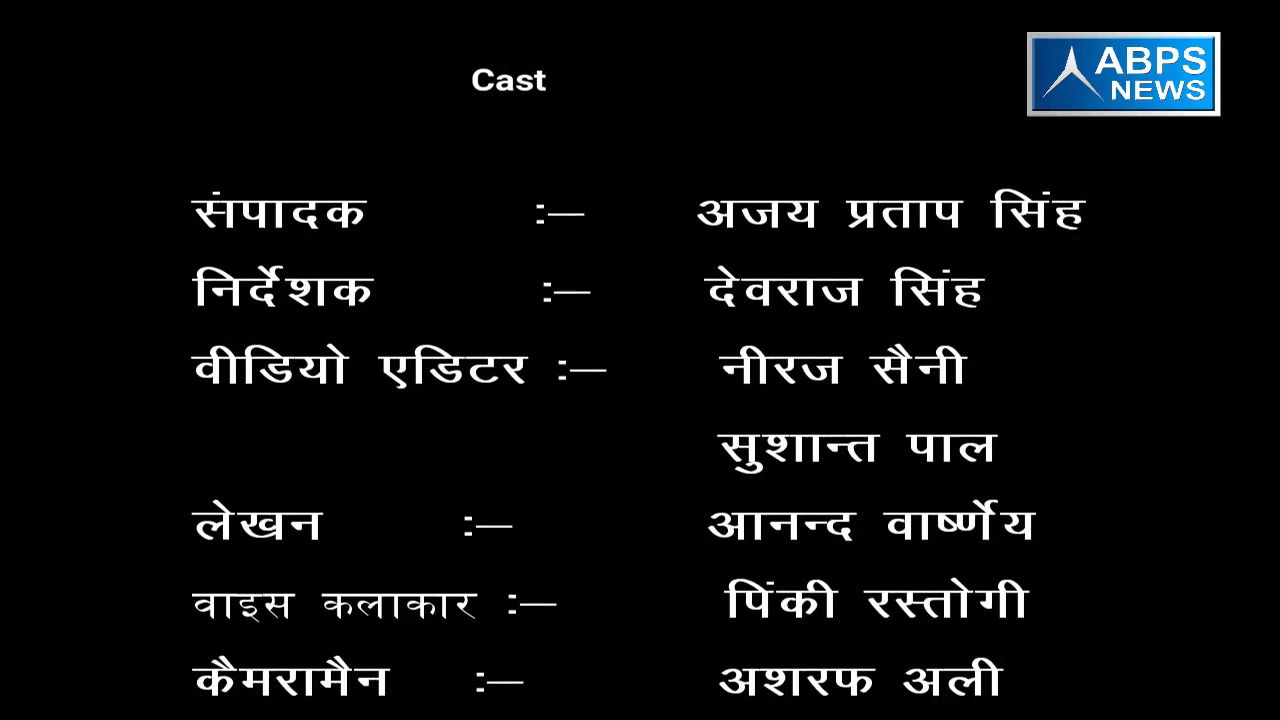 Cast
ABPS
NEWS
संपादक :— अजय प्रताप सिंह
निर्देशक :— देवराज सिंह
वीडियो एडिटर :— नीरज सैनी
सुशान्त पाल
लेखन :— आनन्द वार्ष्णेय
वाइस कलाकार :— पिंकी रस्तोगी
कैमरामैन :— अशरफ अली